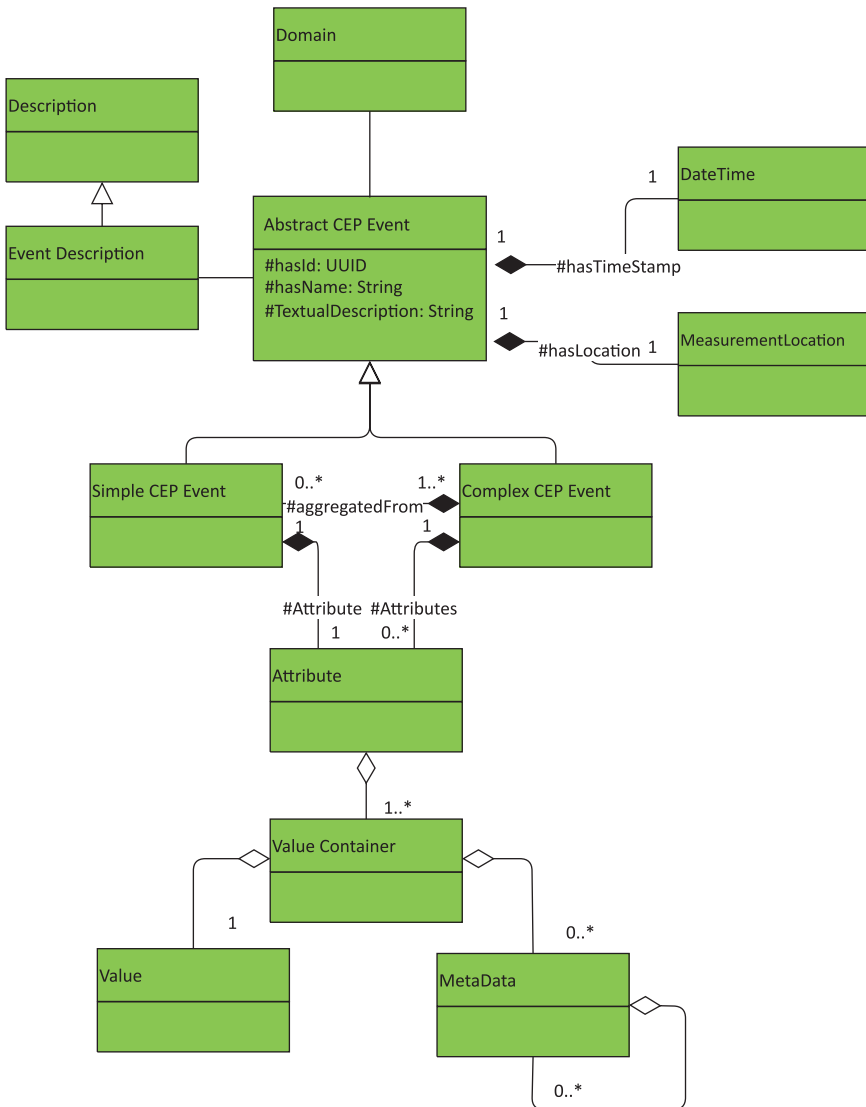 Domain
Description
DateTime
1
Abstract CEP Event
1
Event Description
#hasId: UUID
#hasTimeStamp
#hasName: String
#TextualDescription: String
1
MeasurementLocation
#hasLocation
1
0..*
1..*
Simple CEP Event
Complex CEP Event
#aggregatedFrom
1
1
#Attribute
#Attributes
1
0..*
Attribute
1..*
Value Container
1
0..*
Value
MetaData
0..*